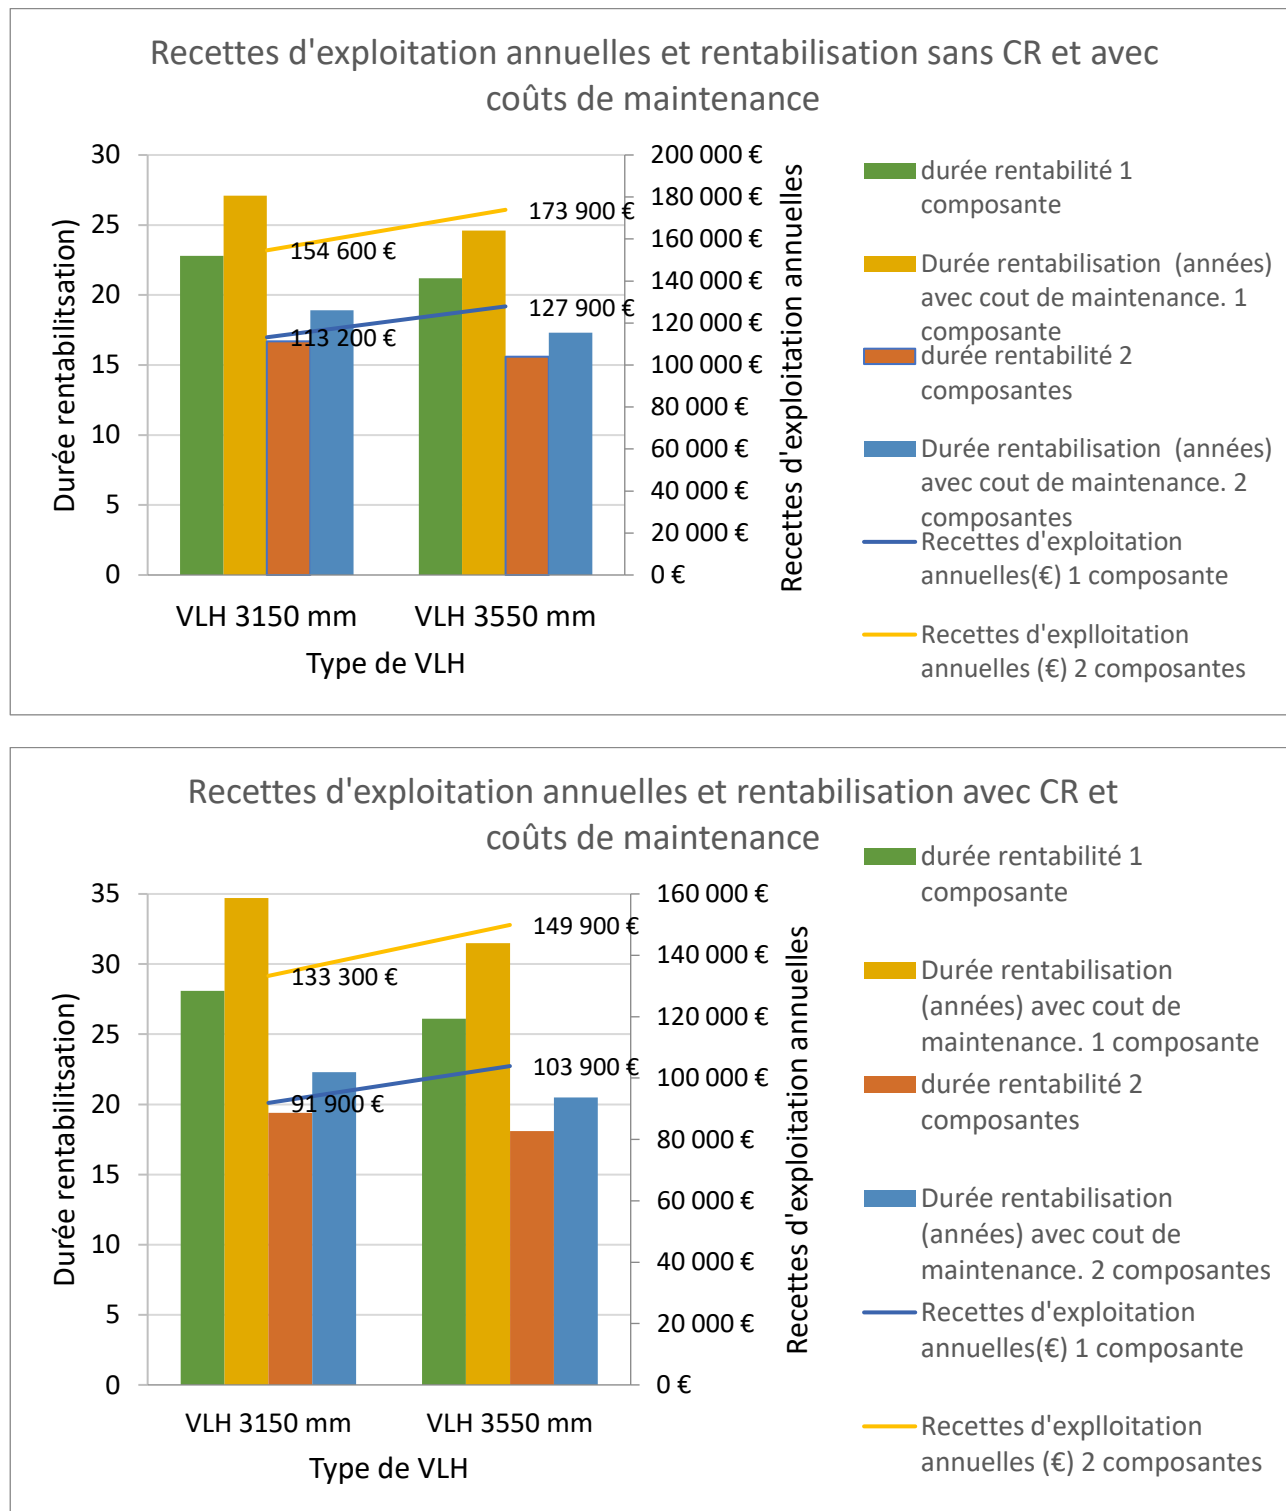 Recettes d'exploitation annuelles et rentabilisation sans CR et avec
coûts de maintenance
30
25
20
15
10
5
0
Durée rentabilitsation)
154 600 €
173 900 €
113 200 €
127 900 €
200 000 €
180 000 €
160 000 €
140 000 €
120 000 €
100 000 €
80 000 €
60 000 €
40 000 €
20 000 €
0 €
Recettes d'exploitation annuelles
VLH 3150 mm
VLH 3550 mm
Type de VLH
durée rentabilité 1
composante
Durée rentabilisation (années)
avec cout de maintenance. 1
composante
durée rentabilité 2
composantes
Durée rentabilisation (années)
avec cout de maintenance. 2
composantes
Recettes d'exploitation
annuelles(€) 1 composante
Recettes d'explloitation
annuelles (€) 2 composantes
Recettes d'exploitation annuelles et rentabilisation avec CR et
coûts de maintenance
35
30
25
20
15
10
5
0
Durée rentabilitsation)
133 300 €
149 900 €
91 900 €
103 900 €
160 000 €
140 000 €
120 000 €
100 000 €
80 000 €
60 000 €
40 000 €
20 000 €
0 €
Recettes d'exploitation annuelles
VLH 3150 mm
VLH 3550 mm
Type de VLH
durée rentabilité 1
composante
Durée rentabilisation
(années) avec cout de
maintenance. 1 composante
durée rentabilité 2
composantes
Durée rentabilisation
(années) avec cout de
maintenance. 2 composantes
Recettes d'exploitation
annuelles(€) 1 composante
Recettes d'explloitation
annuelles (€) 2 composantes